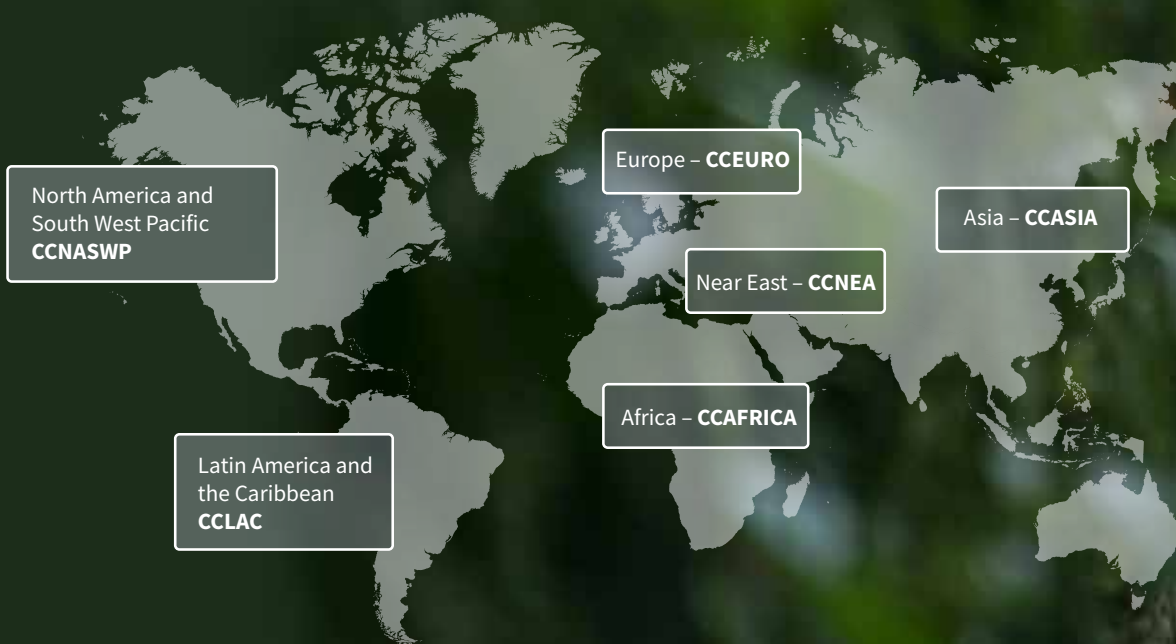 Europe – CCEURO
North America and
South West Pacific
CCNASWP
Asia – CCASIA
Near East – CCNEA
Africa – CCAFRICA
Latin America and
the Caribbean
CCLAC